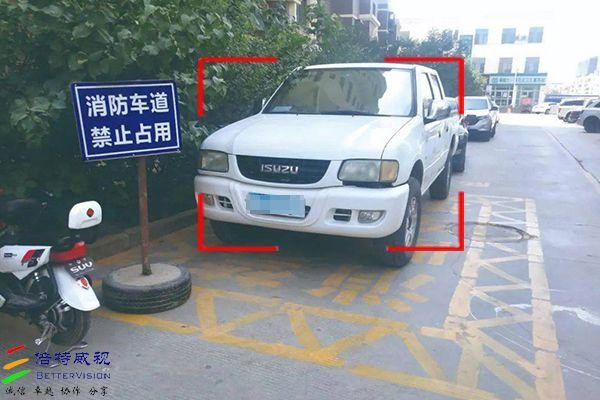 消防车道
禁止占用
ISUZU
倍特威视
BETTERVISION
诚信 卓越 协作 分享